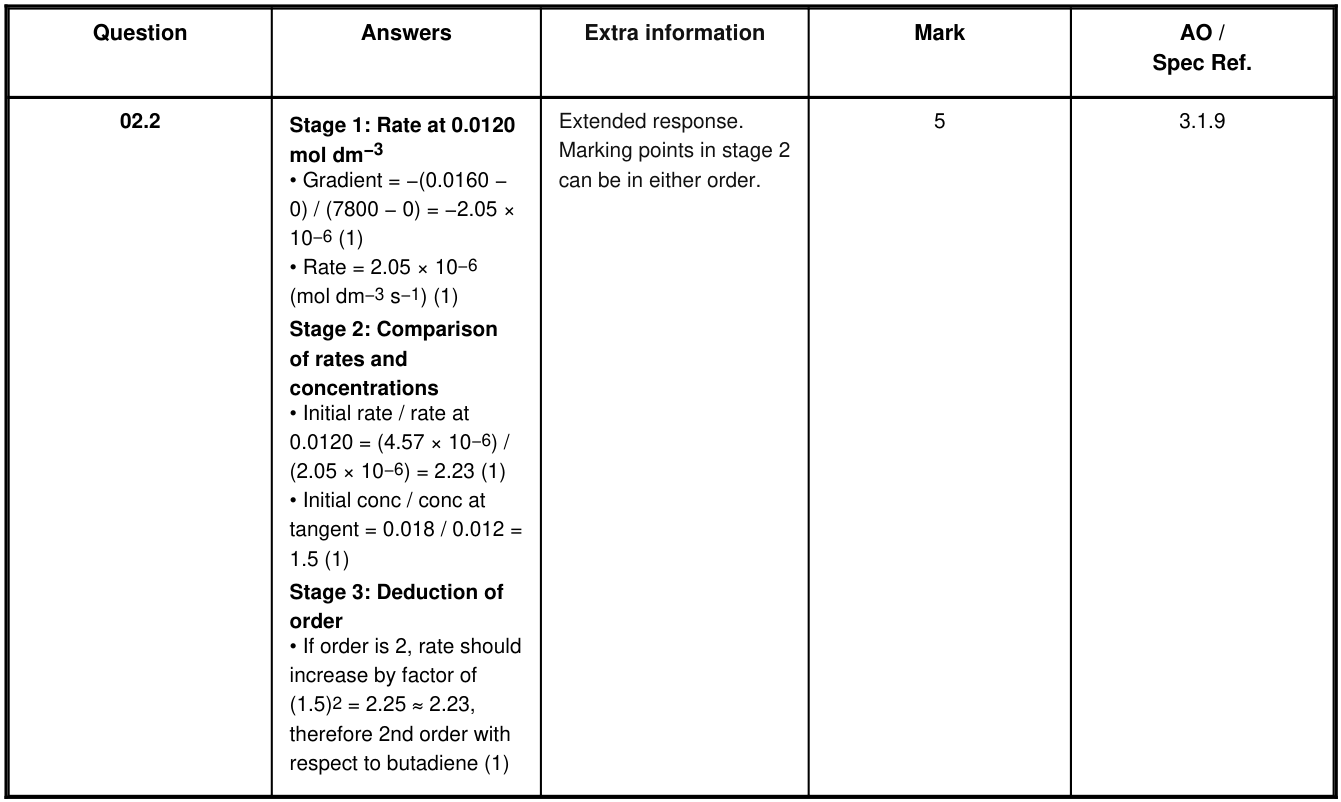 Question
Answers
Extra information
Mark
AO /
Spec Ref.
02.2
Stage 1: Rate at 0.0120
mol dm−3
• Gradient = −(0.0160 −
0) / (7800 − 0) = −2.05 ×
10−6 (1)
• Rate = 2.05 × 10−6
(mol dm−3 s−1) (1)
Stage 2: Comparison
of rates and
concentrations
• Initial rate / rate at
0.0120 = (4.57 × 10−6) /
(2.05 × 10−6) = 2.23 (1)
• Initial conc / conc at
tangent = 0.018 / 0.012 =
1.5 (1)
Stage 3: Deduction of
order
• If order is 2, rate should
increase by factor of
(1.5)2 = 2.25 ≈ 2.23,
therefore 2nd order with
respect to butadiene (1)
Extended response.
Marking points in stage 2
can be in either order.
5
3.1.9